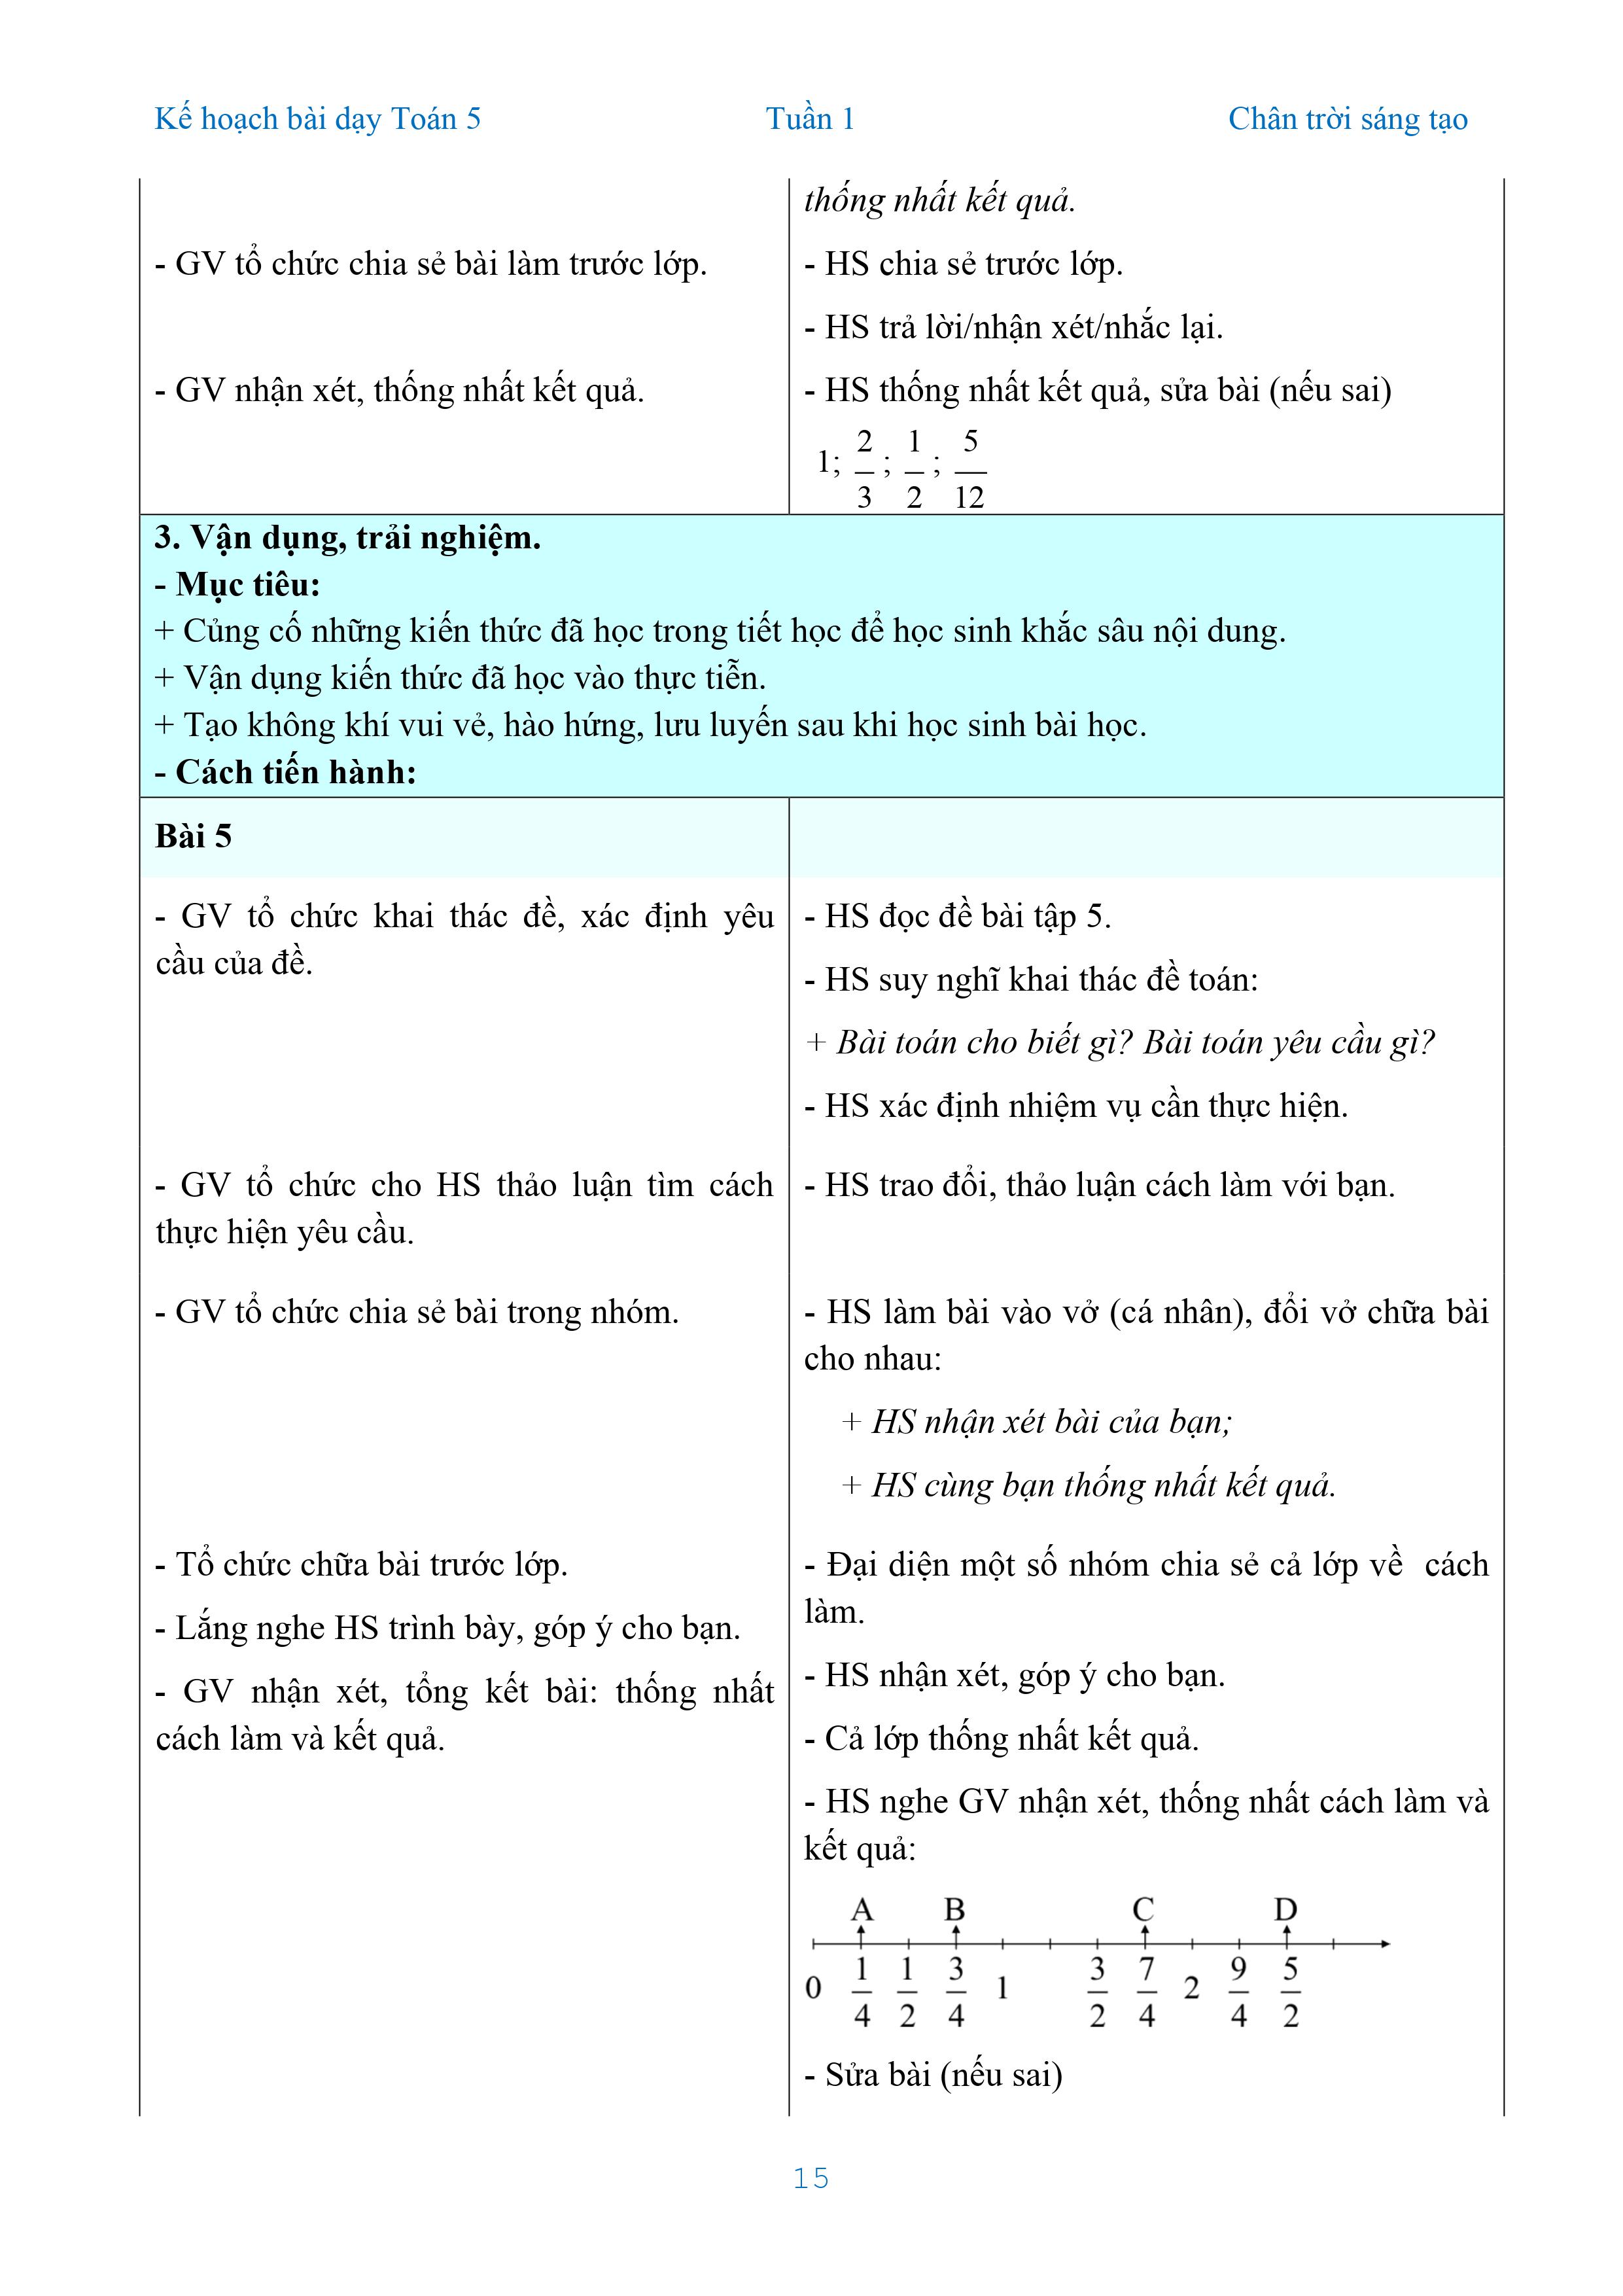 Kế hoạch bài dạy Toán 5 Tuần 1 Chân trời sáng tạo
thống nhất kết quả.
- GV tổ chức chia sẻ bài làm trước lớp.
- HS chia sẻ trước lớp.
- HS trả lời/nhận xét/nhắc lại.
- GV nhận xét, thống nhất kết quả.
- HS thống nhất kết quả, sửa bài (nếu sai)
1; 2/3 ; 1/2 ; 5/12
3. Vận dụng, trải nghiệm.
- Mục tiêu:
+ Củng cố những kiến thức đã học trong tiết học để học sinh khắc sâu nội dung.
+ Vận dụng kiến thức đã học vào thực tiễn.
+ Tạo không khí vui vẻ, hào hứng, lưu luyến sau khi học sinh bài học.
- Cách tiến hành:
Bài 5
- GV tổ chức khai thác đề, xác định yêu
cầu của đề.
- HS đọc đề bài tập 5.
- HS suy nghĩ khai thác đề toán:
+ Bài toán cho biết gì? Bài toán yêu cầu gì?
- HS xác định nhiệm vụ cần thực hiện.
- GV tổ chức cho HS thảo luận tìm cách
thực hiện yêu cầu.
- HS trao đổi, thảo luận cách làm với bạn.
- GV tổ chức chia sẻ bài trong nhóm.
- HS làm bài vào vở (cá nhân), đổi vở chữa bài
cho nhau:
+ HS nhận xét bài của bạn;
+ HS cùng bạn thống nhất kết quả.
- Tổ chức chữa bài trước lớp.
- Lắng nghe HS trình bày, góp ý cho bạn.
- GV nhận xét, tổng kết bài: thống nhất
cách làm và kết quả.
- Đại diện một số nhóm chia sẻ cả lớp về cách
làm.
- HS nhận xét, góp ý cho bạn.
- Cả lớp thống nhất kết quả.
- HS nghe GV nhận xét, thống nhất cách làm và
kết quả:
A B C D
0 1/4 1/2 3/4 1 3/2 7/4 2 9/4 5/2
- Sửa bài (nếu sai)
15